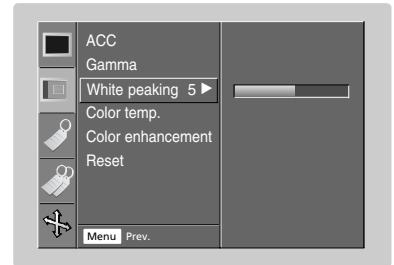 ACC
Gamma
White peaking 5
Color temp.
Color enhancement
Reset
Menu Prev.